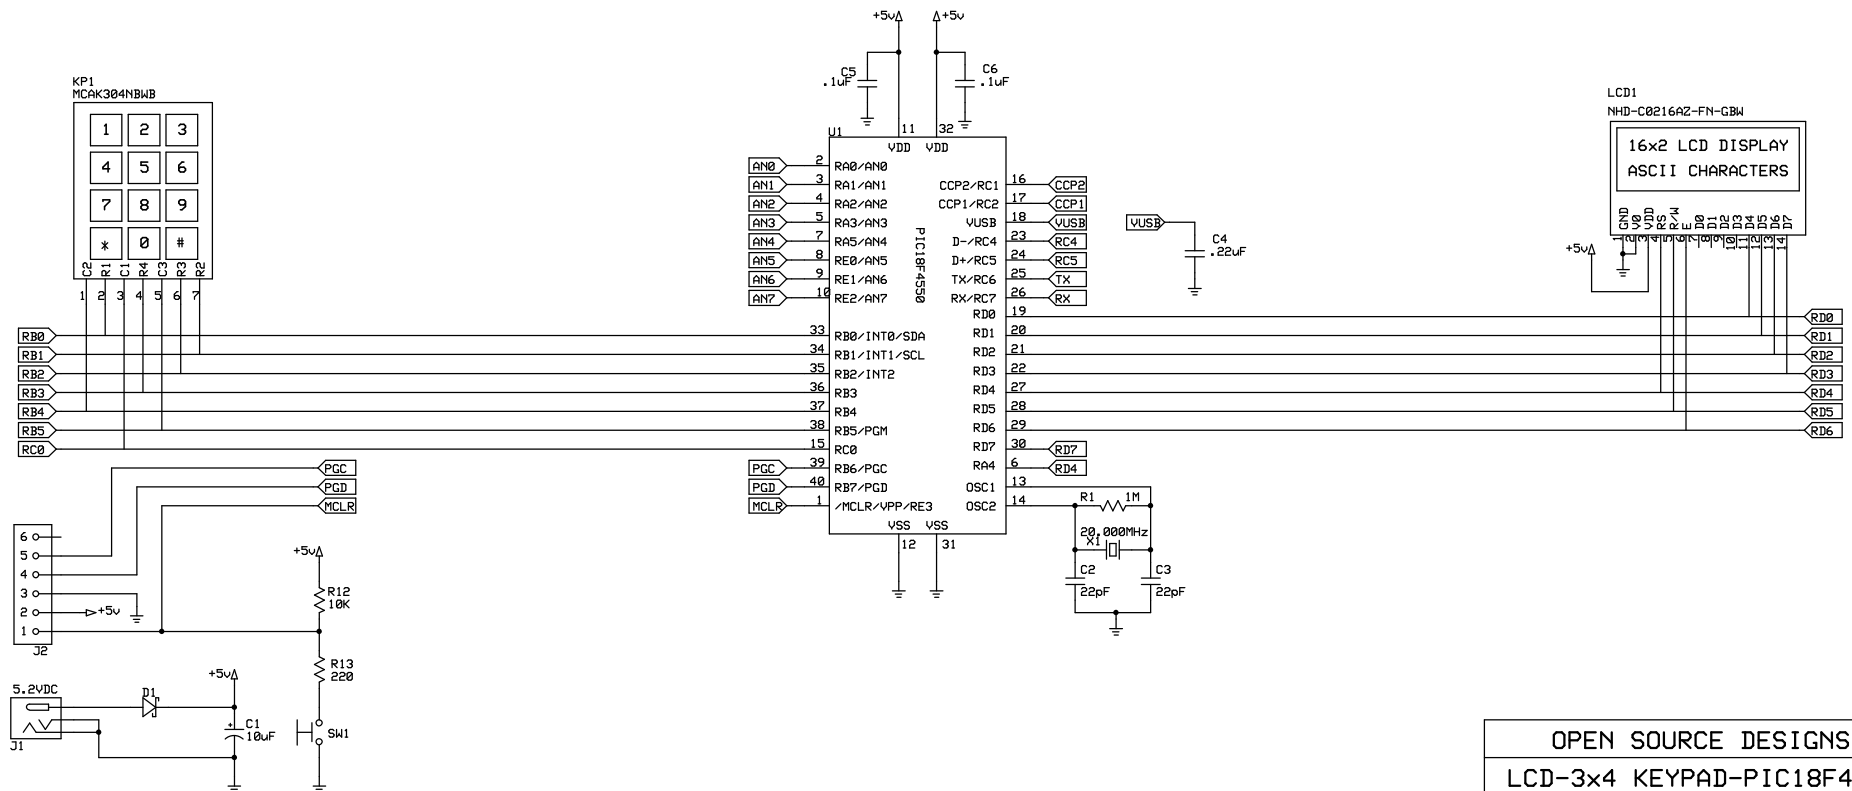 +5v
+5v
C5
.1uF
C6
.1uF
KP1
MCAK304NBWB
1 2 3
4 5 6
7 8 9
* 0 #
C2 R1 C1 R4 C3 R3 R2
1 2 3 4 5 6 7
RB0
RB1
RB2
RB3
RB4
RB5
RC0
U1
11 32
VDD VDD
PIC18F4550
AN0 2 RA0/AN0
AN1 3 RA1/AN1
AN2 4 RA2/AN2
AN3 5 RA3/AN3
AN4 7 RA5/AN4
AN5 8 RE0/AN5
AN6 9 RE1/AN6
AN7 10 RE2/AN7
33 RB0/INT0/SDA
34 RB1/INT1/SCL
35 RB2/INT2
36 RB3
37 RB4
38 RB5/PGM
15 RC0
PGC 39 RB6/PGC
PGD 40 RB7/PGD
MCLR 1 /MCLR/VPP/RE3
VSS VSS
12 31
CCP2/RC1 16 CCP2
CCP1/RC2 17 CCP1
VUSB 18 VUSB
D-/RC4 23 RC4
D+/RC5 24 RC5
TX/RC6 25 TX
RX/RC7 26 RX
RD0 19
RD1 20
RD2 21
RD3 22
RD4 27
RD5 28
RD6 29
RD7 30 RD7
RA4 6 RD4
OSC1 13
OSC2 14
VUSB
C4
.22uF
R1 1M
20.000MHz
X1
C2
22pF
C3
22pF
LCD1
NHD-C0216AZ-FN-GBW
16x2 LCD DISPLAY
ASCII CHARACTERS
GND V0 VDD RS R/W E D0 D1 D2 D3 D4 D5 D6 D7
1 2 3 4 5 6 7 8 9 10 11 12 13 14
+5v
RD0
RD1
RD2
RD3
RD4
RD5
RD6
PGC
PGD
MCLR
6
5
4
3
2 +5v
1
J2
+5v
R12
10K
R13
220
SW1
5.2VDC
J1
D1
+5v
+
C1
10uF
OPEN SOURCE DESIGNS
LCD-3x4 KEYPAD-PIC18F4